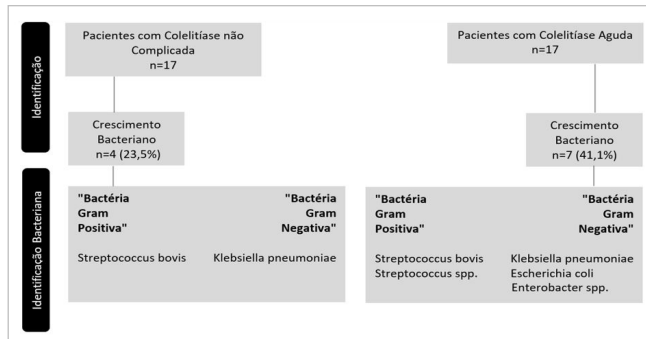 Identificação
Pacientes com Colelitíase não
Complicada
n=17
Pacientes com Colelitíase Aguda
n=17
Crescimento
Bacteriano
n=4 (23,5%)
Crescimento
Bacteriano
n=7 (41,1%)
Identificação Bacteriana
"Bactéria
Gram
Positiva"
Streptococcus bovis
"Bactéria
Gram
Negativa"
Klebsiella pneumoniae
"Bactéria
Gram
Positiva"
Streptococcus bovis
Streptococcus spp.
"Bactéria
Gram
Negativa"
Klebsiella pneumoniae
Escherichia coli
Enterobacter spp.